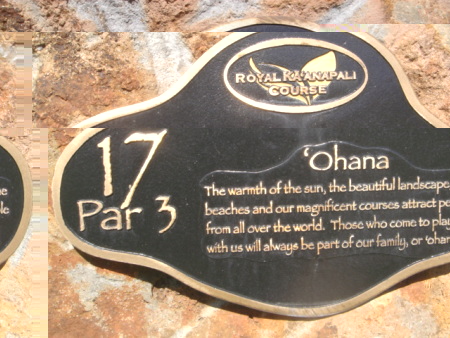 ROYAL KA'ANAPALI
COURSE
17
Par 3
'Ohana
The warmth of the sun, the beautiful landscape,
beaches and our magnificent courses attract pe
from all over the world. Those who come to play
with us will always be part of our family, or 'ohan